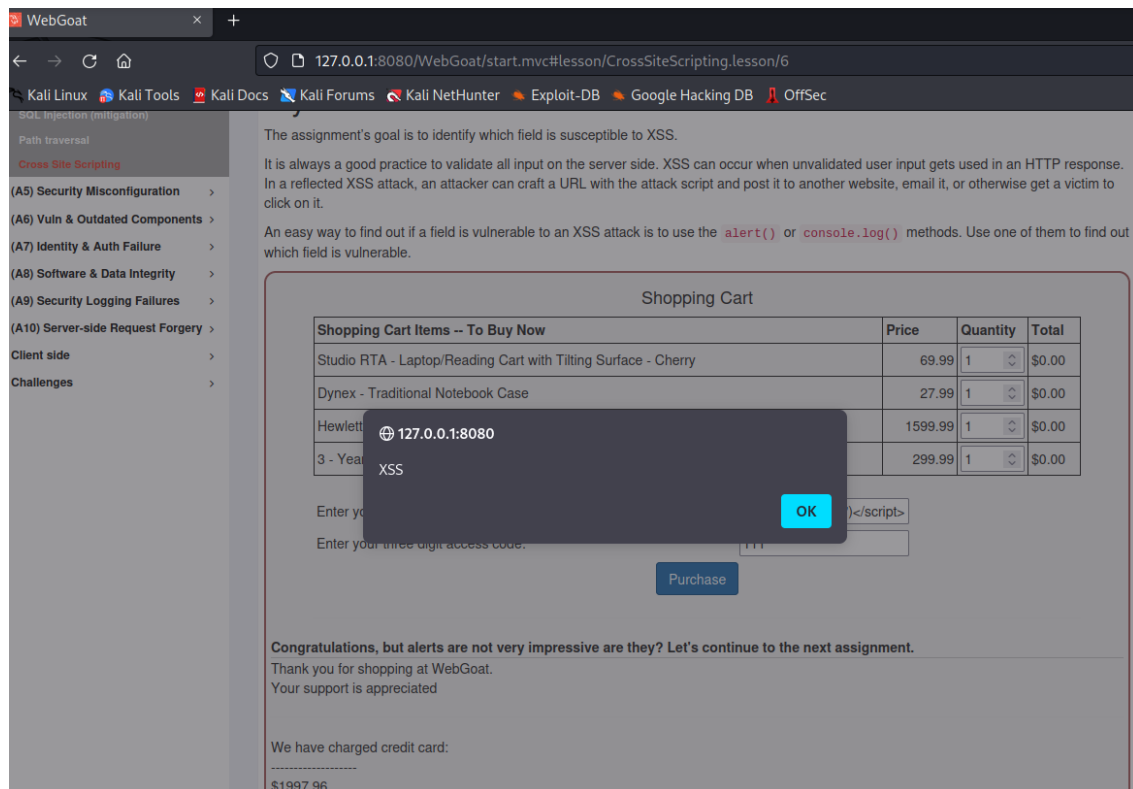 WebGoat
127.0.0.1:8080/WebGoat/start.mvc#lesson/CrossSiteScripting.lesson/6
Kali Linux Kali Tools Kali Docs Kali Forums Kali NetHunter Exploit-DB Google Hacking DB OffSec
SQL Injection (mitigation)
Path traversal
Cross Site Scripting
(A5) Security Misconfiguration
(A6) Vuln & Outdated Components
(A7) Identity & Auth Failure
(A8) Software & Data Integrity
(A9) Security Logging Failures
(A10) Server-side Request Forgery
Client side
Challenges
The assignment's goal is to identify which field is susceptible to XSS.
It is always a good practice to validate all input on the server side. XSS can occur when unvalidated user input gets used in an HTTP response.
In a reflected XSS attack, an attacker can craft a URL with the attack script and post it to another website, email it, or otherwise get a victim to
click on it.
An easy way to find out if a field is vulnerable to an XSS attack is to use the alert() or console.log() methods. Use one of them to find out
which field is vulnerable.
Shopping Cart
Shopping Cart Items -- To Buy Now Price Quantity Total
Studio RTA - Laptop/Reading Cart with Tilting Surface - Cherry 69.99 1 $0.00
Dynex - Traditional Notebook Case 27.99 1 $0.00
Hewlett 1599.99 1 $0.00
3 - Year 299.99 1 $0.00
127.0.0.1:8080
XSS
OK
Enter )</script>
Enter your three digit access code: 111
Purchase
Congratulations, but alerts are not very impressive are they? Let's continue to the next assignment.
Thank you for shopping at WebGoat.
Your support is appreciated
We have charged credit card:
-------------------
$1997.96